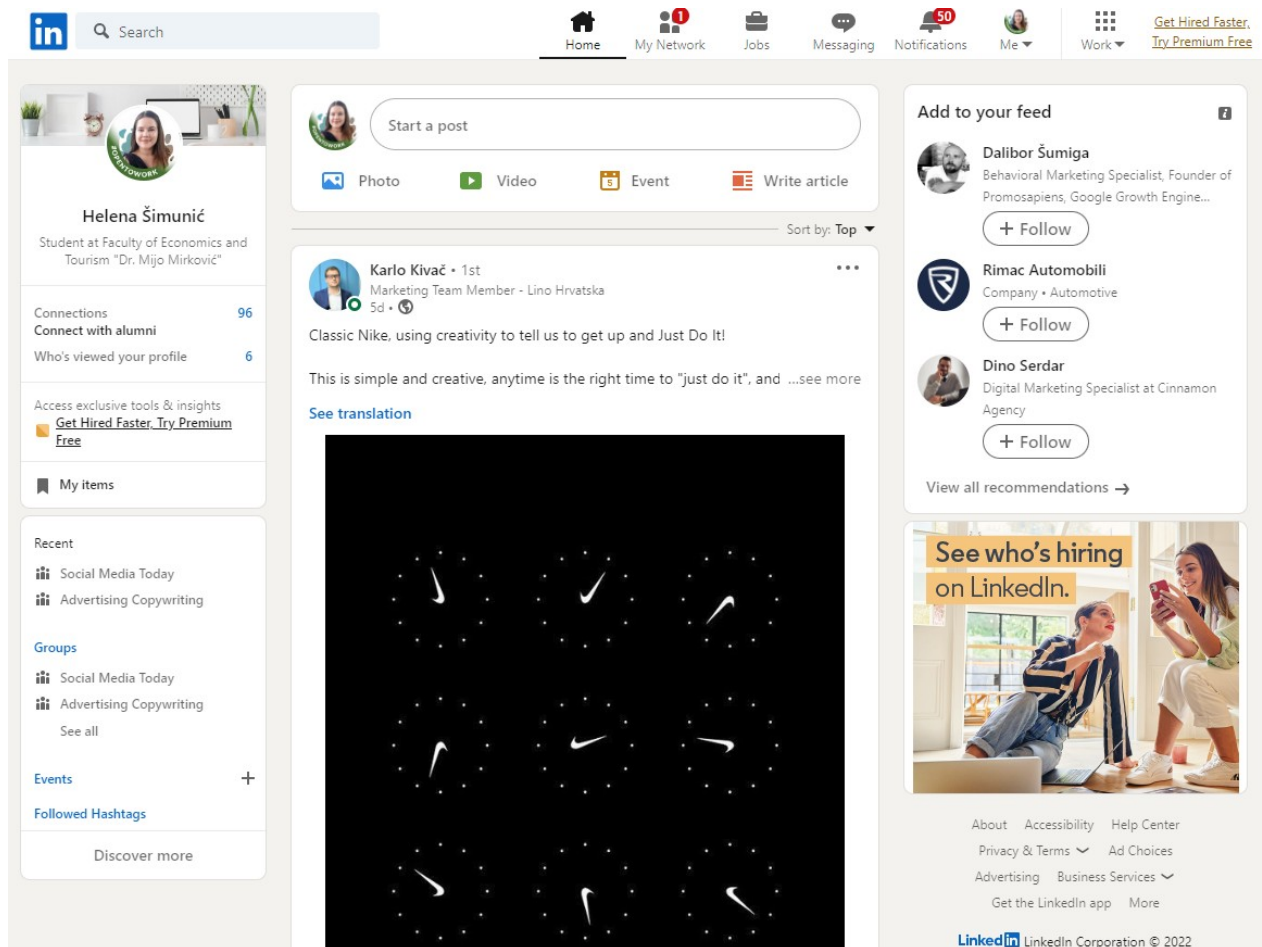 in
Search
Home
1
My Network
Jobs
Messaging
50
Notifications
Me
Work
Get Hired Faster,
Try Premium Free
#OPENTOWORK
Helena Šimunić
Student at Faculty of Economics and
Tourism "Dr. Mijo Mirković"
Connections 96
Connect with alumni
Who's viewed your profile 6
Access exclusive tools & insights
Get Hired Faster, Try Premium
Free
My items
Recent
Social Media Today
Advertising Copywriting
Groups
Social Media Today
Advertising Copywriting
See all
Events +
Followed Hashtags
Discover more
Start a post
Photo
Video
5
Event
Write article
Sort by: Top
Karlo Kivač • 1st
Marketing Team Member - Lino Hrvatska
5d •
Classic Nike, using creativity to tell us to get up and Just Do It!
This is simple and creative, anytime is the right time to "just do it", and ...see more
See translation
Add to your feed
Dalibor Šumiga
Behavioral Marketing Specialist, Founder of
Promosapiens, Google Growth Engine...
+ Follow
Rimac Automobili
Company • Automotive
+ Follow
Dino Serdar
Digital Marketing Specialist at Cinnamon
Agency
+ Follow
View all recommendations →
See who's hiring
on LinkedIn.
About Accessibility Help Center
Privacy & Terms Ad Choices
Advertising Business Services
Get the LinkedIn app More
Linked in LinkedIn Corporation © 2022